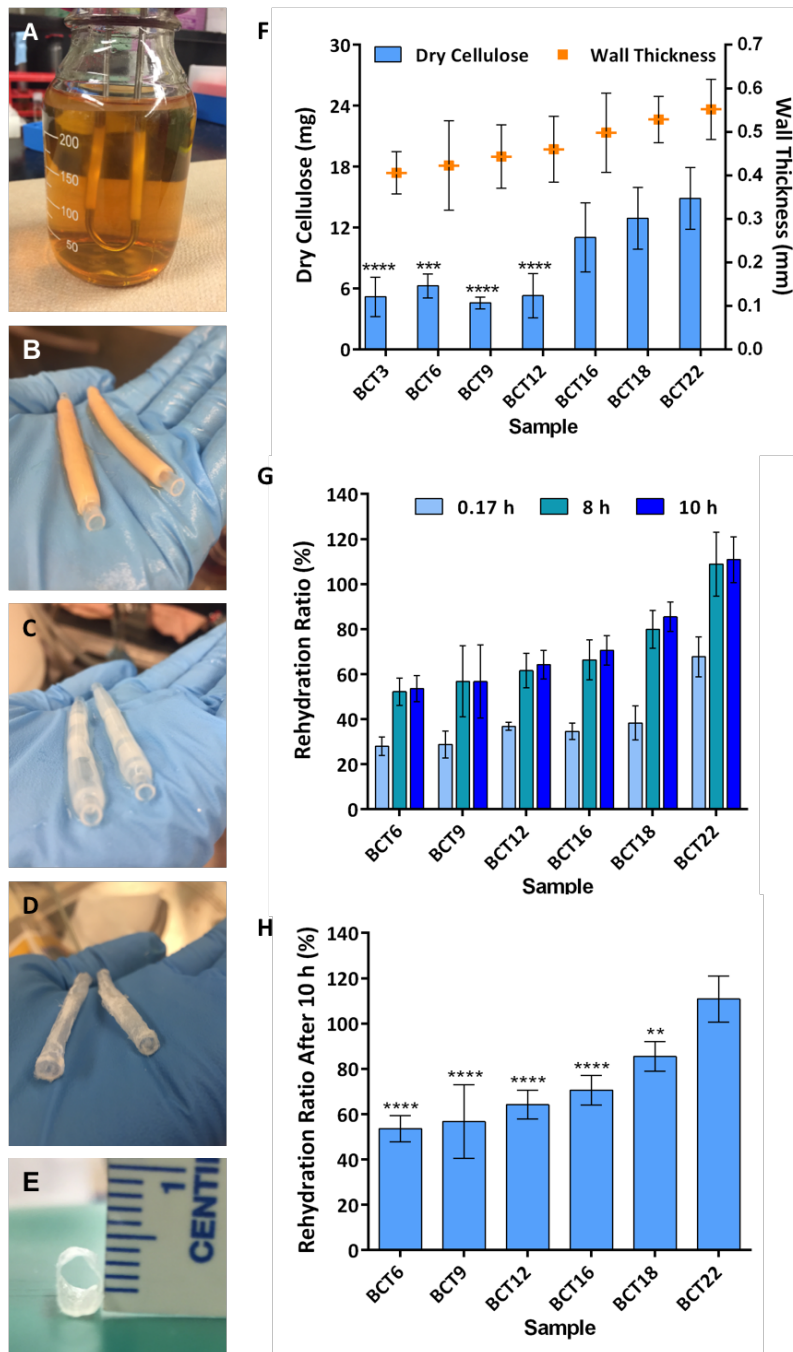 A
200
150
100
50
B
C
D
E
1
CENTI
F
Dry Cellulose
Wall Thickness
30
24
18
12
6
0
Dry Cellulose (mg)
0.7
0.6
0.5
0.4
0.3
0.2
0.1
0.0
Wall Thickness (mm)
****
***
****
****
BCT3
BCT6
BCT9
BCT12
BCT16
BCT18
BCT22
Sample
G
0.17 h
8 h
10 h
140
120
100
80
60
40
20
0
Rehydration Ratio (%)
BCT6
BCT9
BCT12
BCT16
BCT18
BCT22
Sample
H
140
120
100
80
60
40
20
0
Rehydration Ratio After 10 h (%)
****
****
****
****
**
BCT6
BCT9
BCT12
BCT16
BCT18
BCT22
Sample